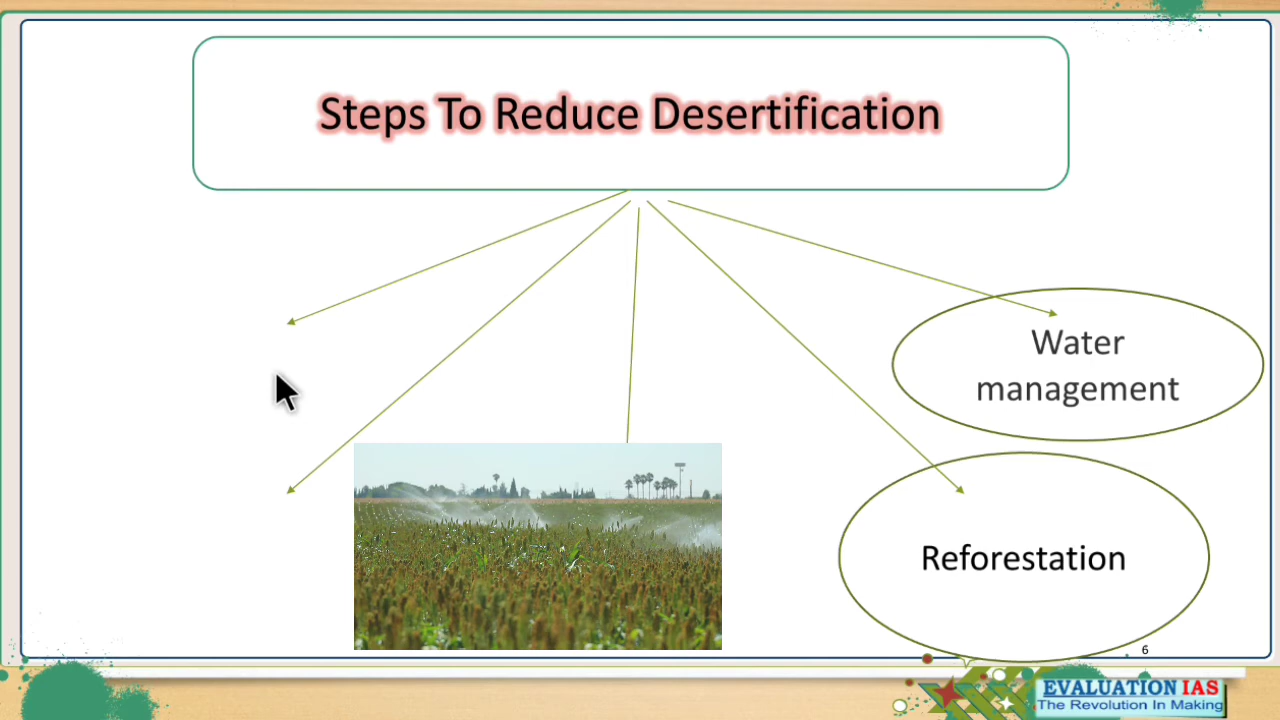 Steps To Reduce Desertification
Water
management
Reforestation
6
EVALUATION IAS
The Revolution In Making